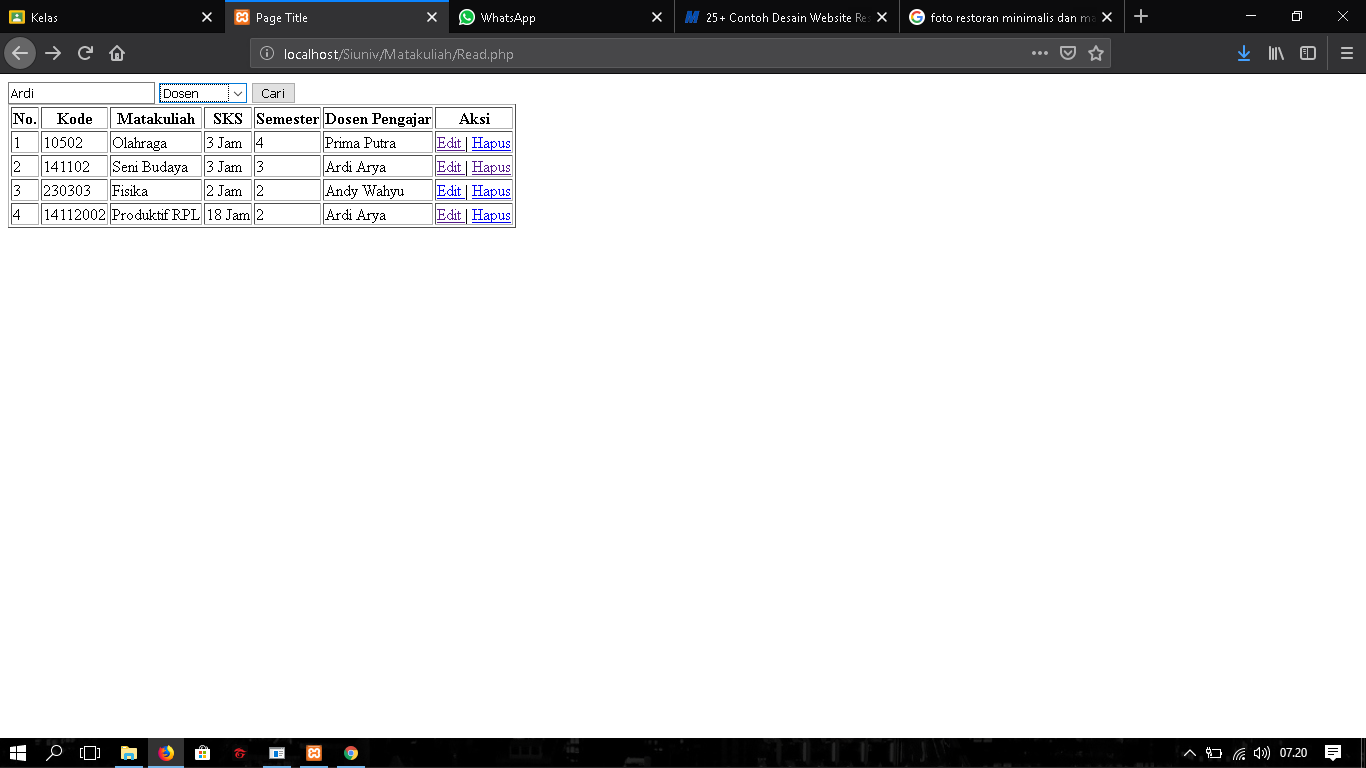 Kelas
Page Title
WhatsApp
25+ Contoh Desain Website Res
foto restoran minimalis dan ma
localhost/Siuniv/Matakuliah/Read.php
Ardi Dosen Cari
No. Kode Matakuliah SKS Semester Dosen Pengajar Aksi
1 10502 Olahraga 3 Jam 4 Prima Putra Edit | Hapus
2 141102 Seni Budaya 3 Jam 3 Ardi Arya Edit | Hapus
3 230303 Fisika 2 Jam 2 Andy Wahyu Edit | Hapus
4 14112002 Produktif RPL 18 Jam 2 Ardi Arya Edit | Hapus
07.20